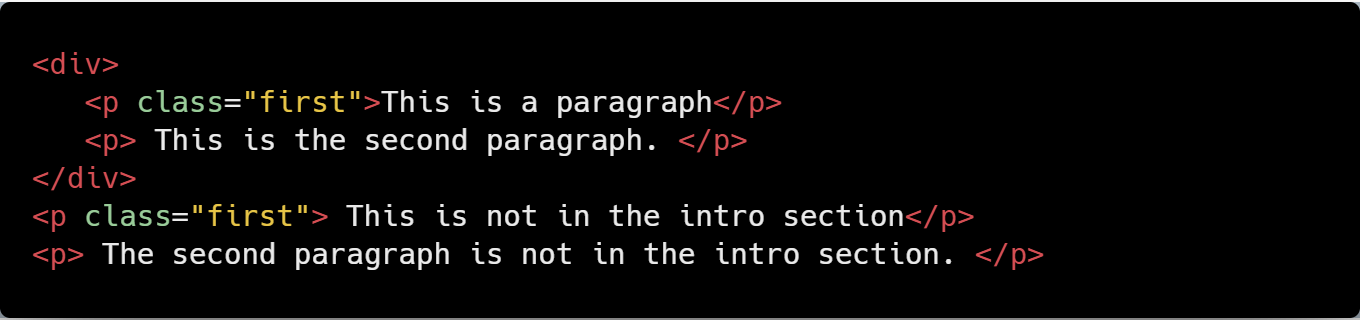 <div>
   <p class="first">This is a paragraph</p>
   <p> This is the second paragraph. </p>
</div>
<p class="first"> This is not in the intro section</p>
<p> The second paragraph is not in the intro section. </p>